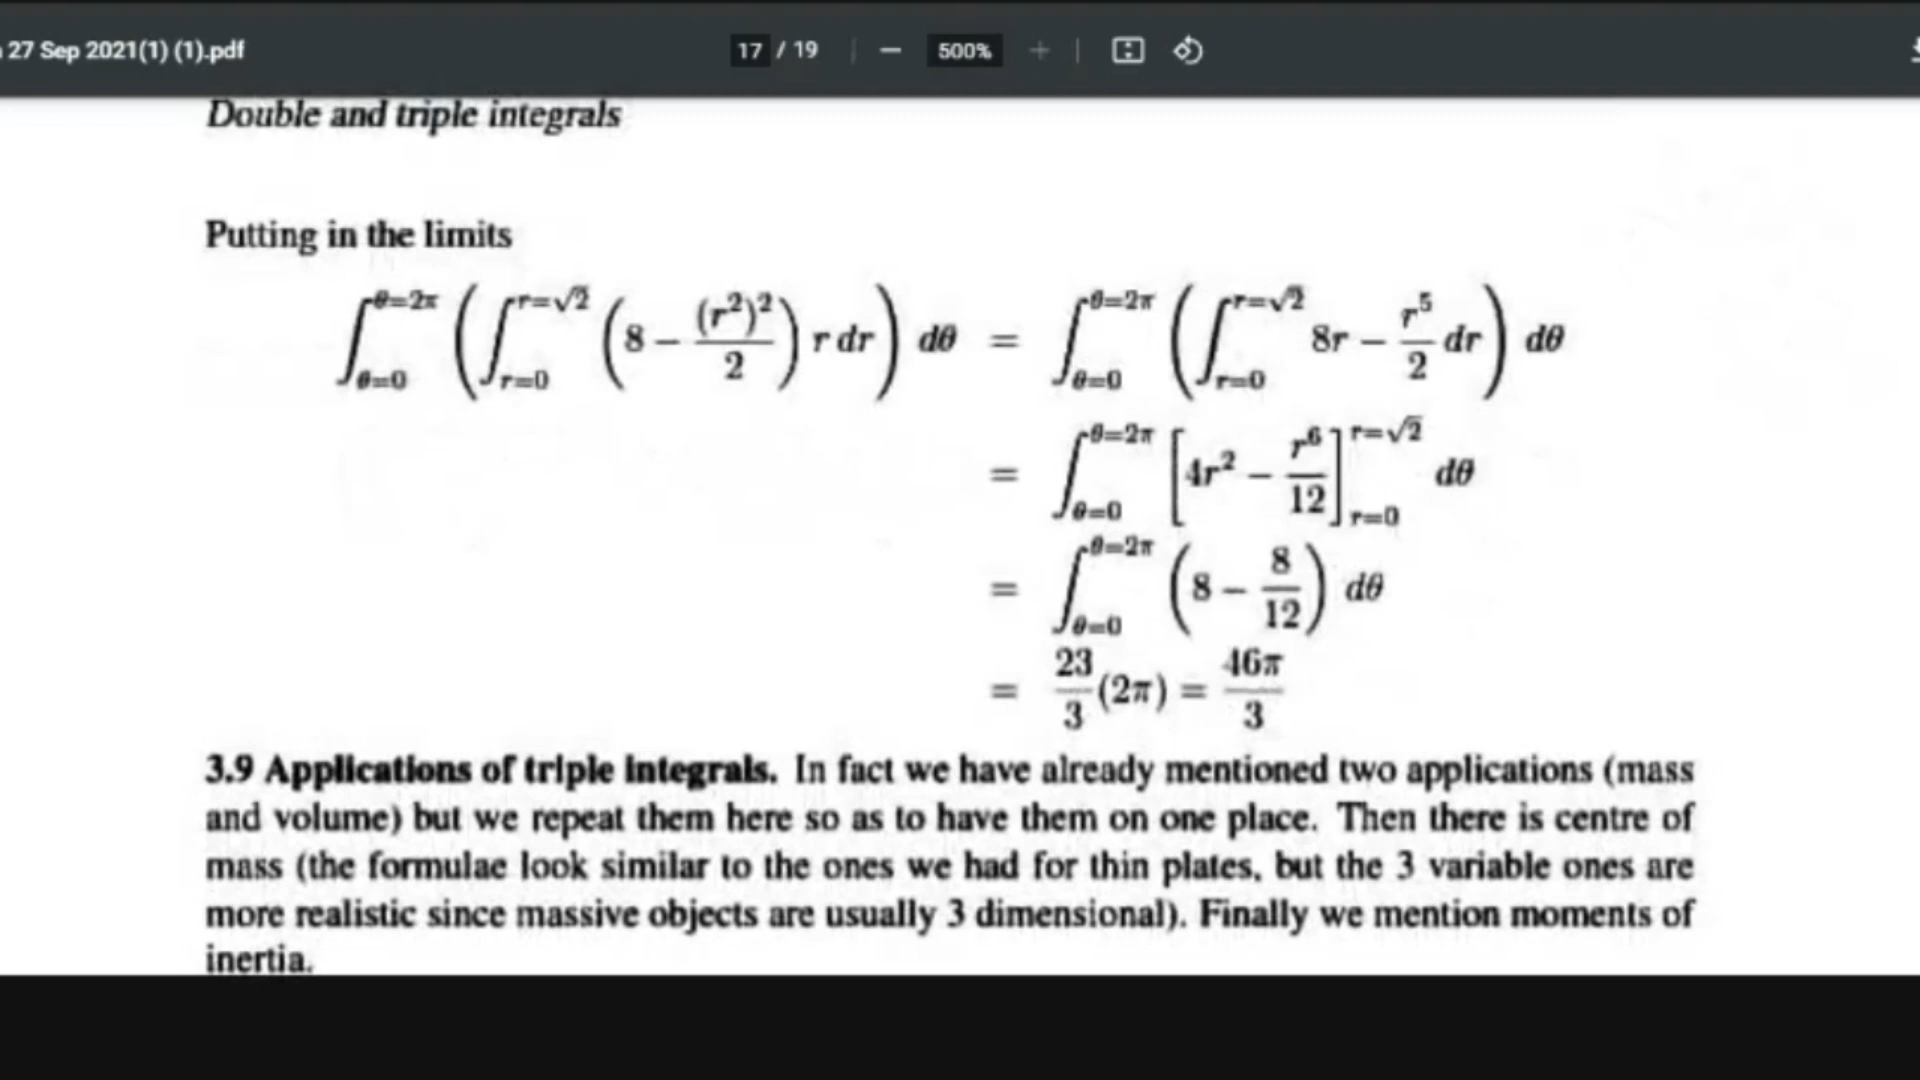 27 Sep 2021(1) (1).pdf
17 / 19 | — 500% + |
Double and triple integrals
Putting in the limits
∫_{θ=0}^{θ=2π} (∫_{r=0}^{r=√2} (8 − (r²)²/2) r dr) dθ = ∫_{θ=0}^{θ=2π} (∫_{r=0}^{r=√2} 8r − r⁵/2 dr) dθ
= ∫_{θ=0}^{θ=2π} [4r² − r⁶/12]_{r=0}^{r=√2} dθ
= ∫_{θ=0}^{θ=2π} (8 − 8/12) dθ
= 23/3 (2π) = 46π/3
3.9 Applications of triple integrals. In fact we have already mentioned two applications (mass
and volume) but we repeat them here so as to have them on one place. Then there is centre of
mass (the formulae look similar to the ones we had for thin plates, but the 3 variable ones are
more realistic since massive objects are usually 3 dimensional). Finally we mention moments of
inertia.